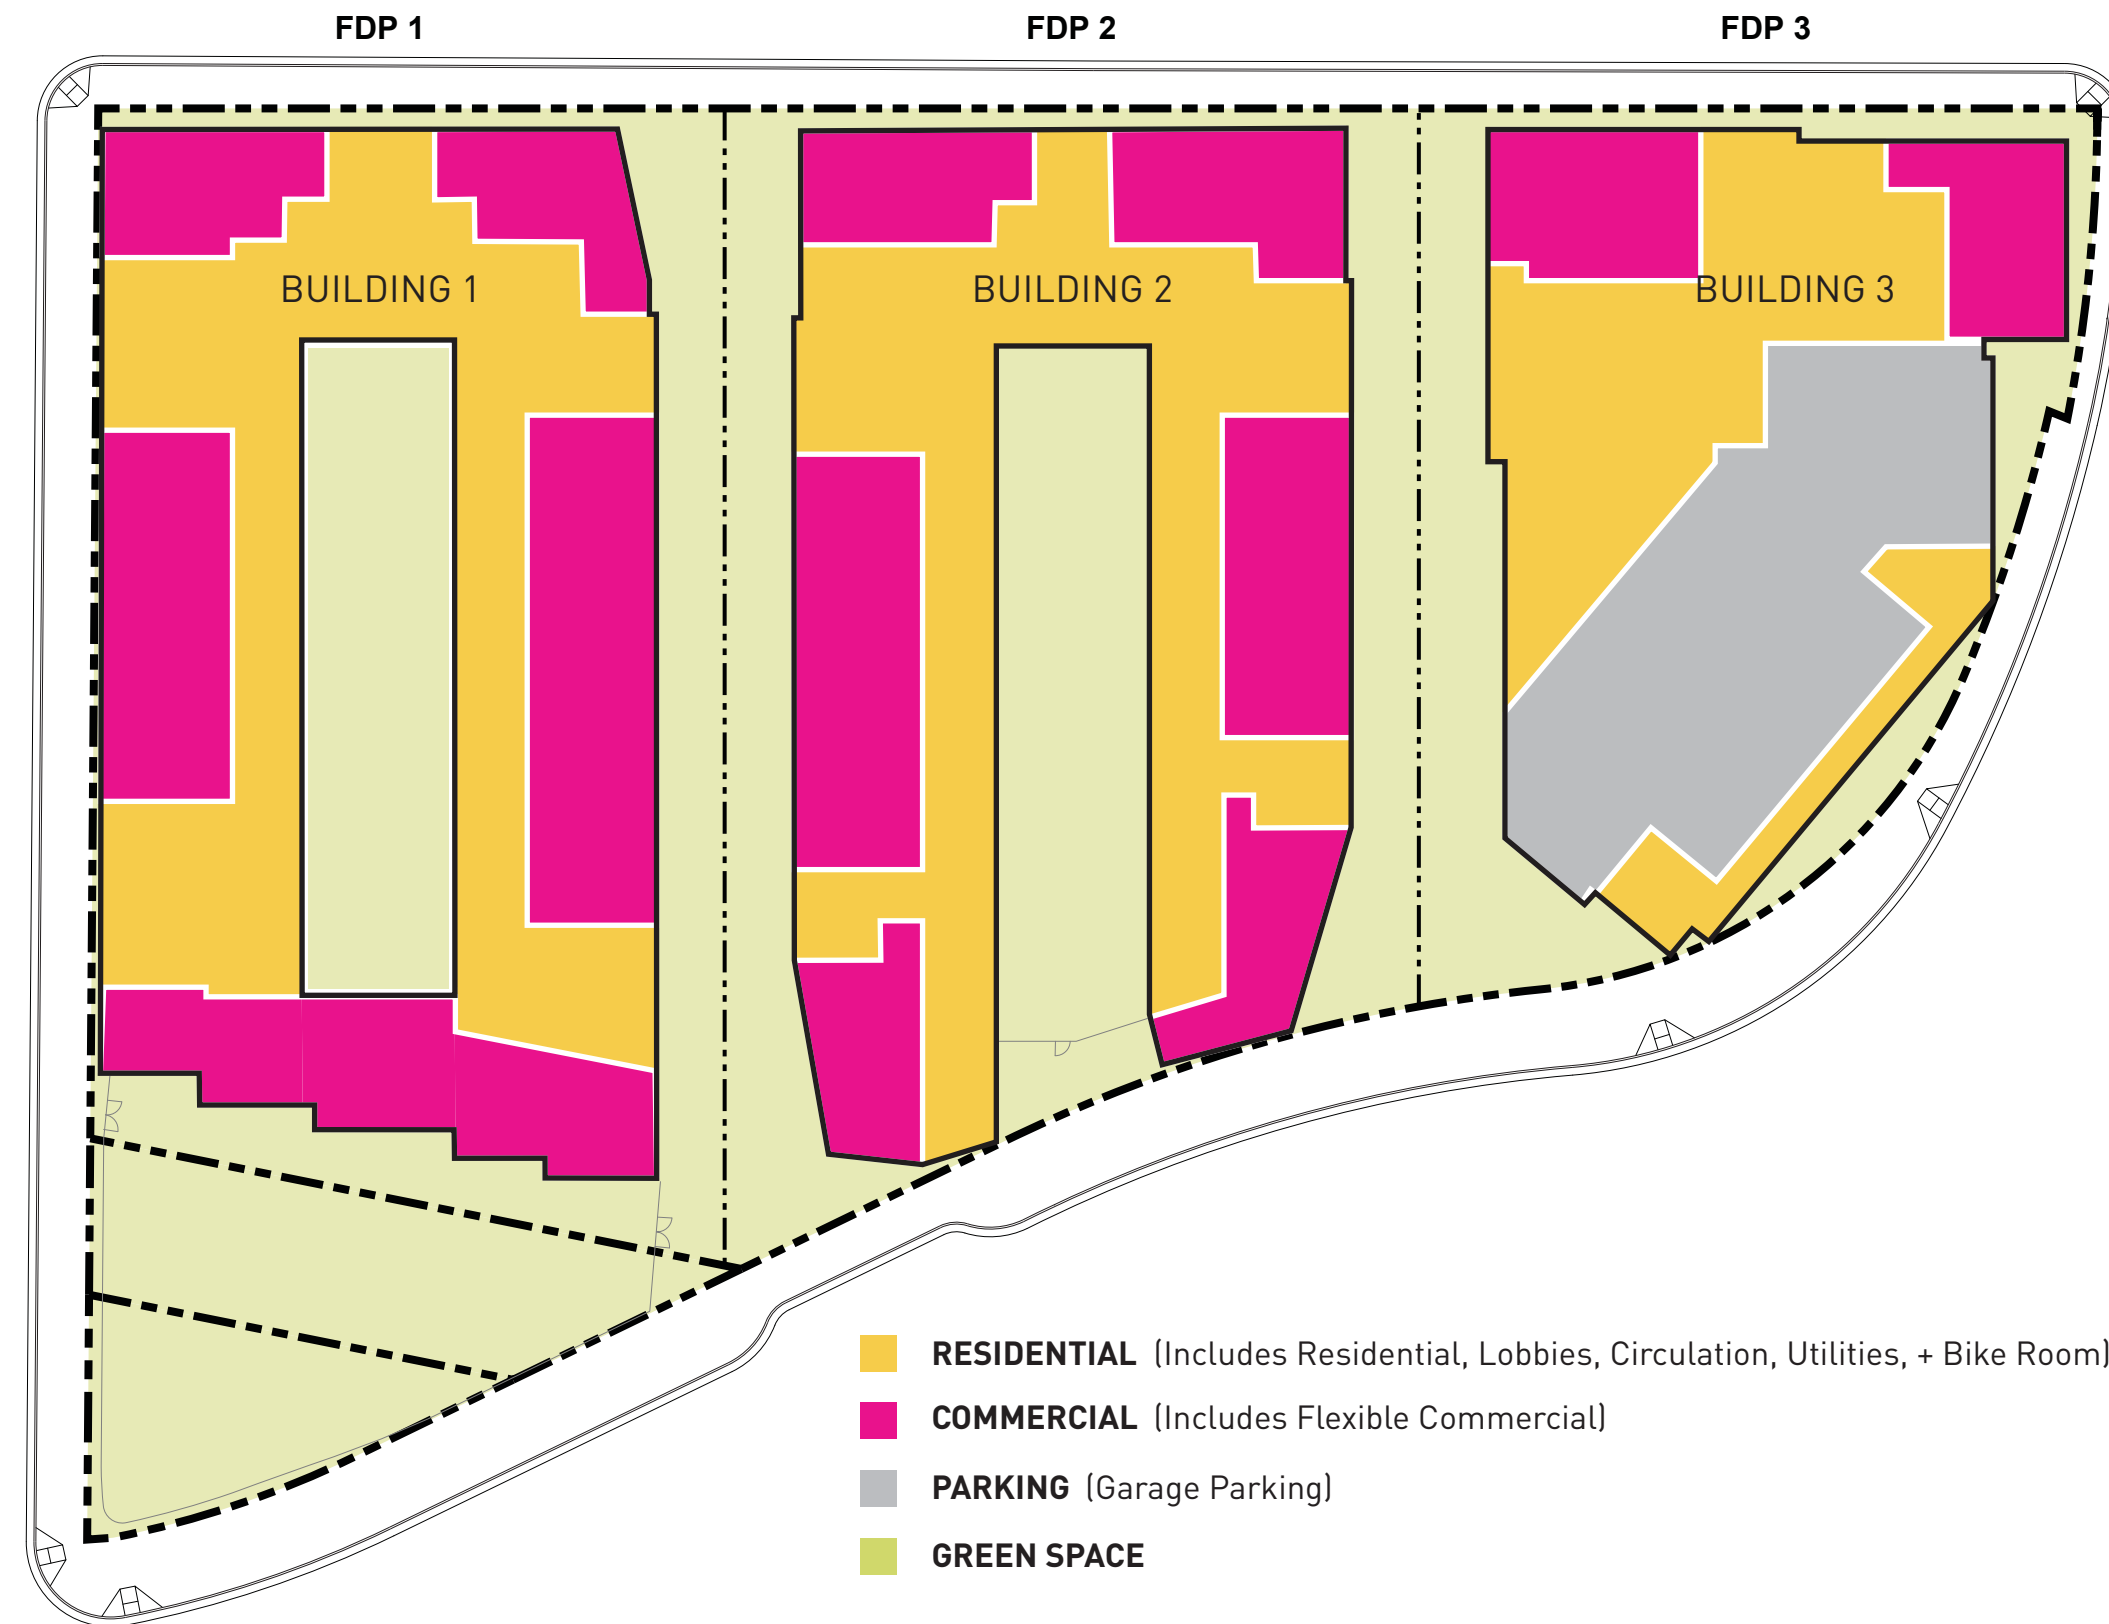 FDP 1 FDP 2 FDP 3
BUILDING 1 BUILDING 2 BUILDING 3
RESIDENTIAL (Includes Residential, Lobbies, Circulation, Utilities, + Bike Room)
COMMERCIAL (Includes Flexible Commercial)
PARKING (Garage Parking)
GREEN SPACE